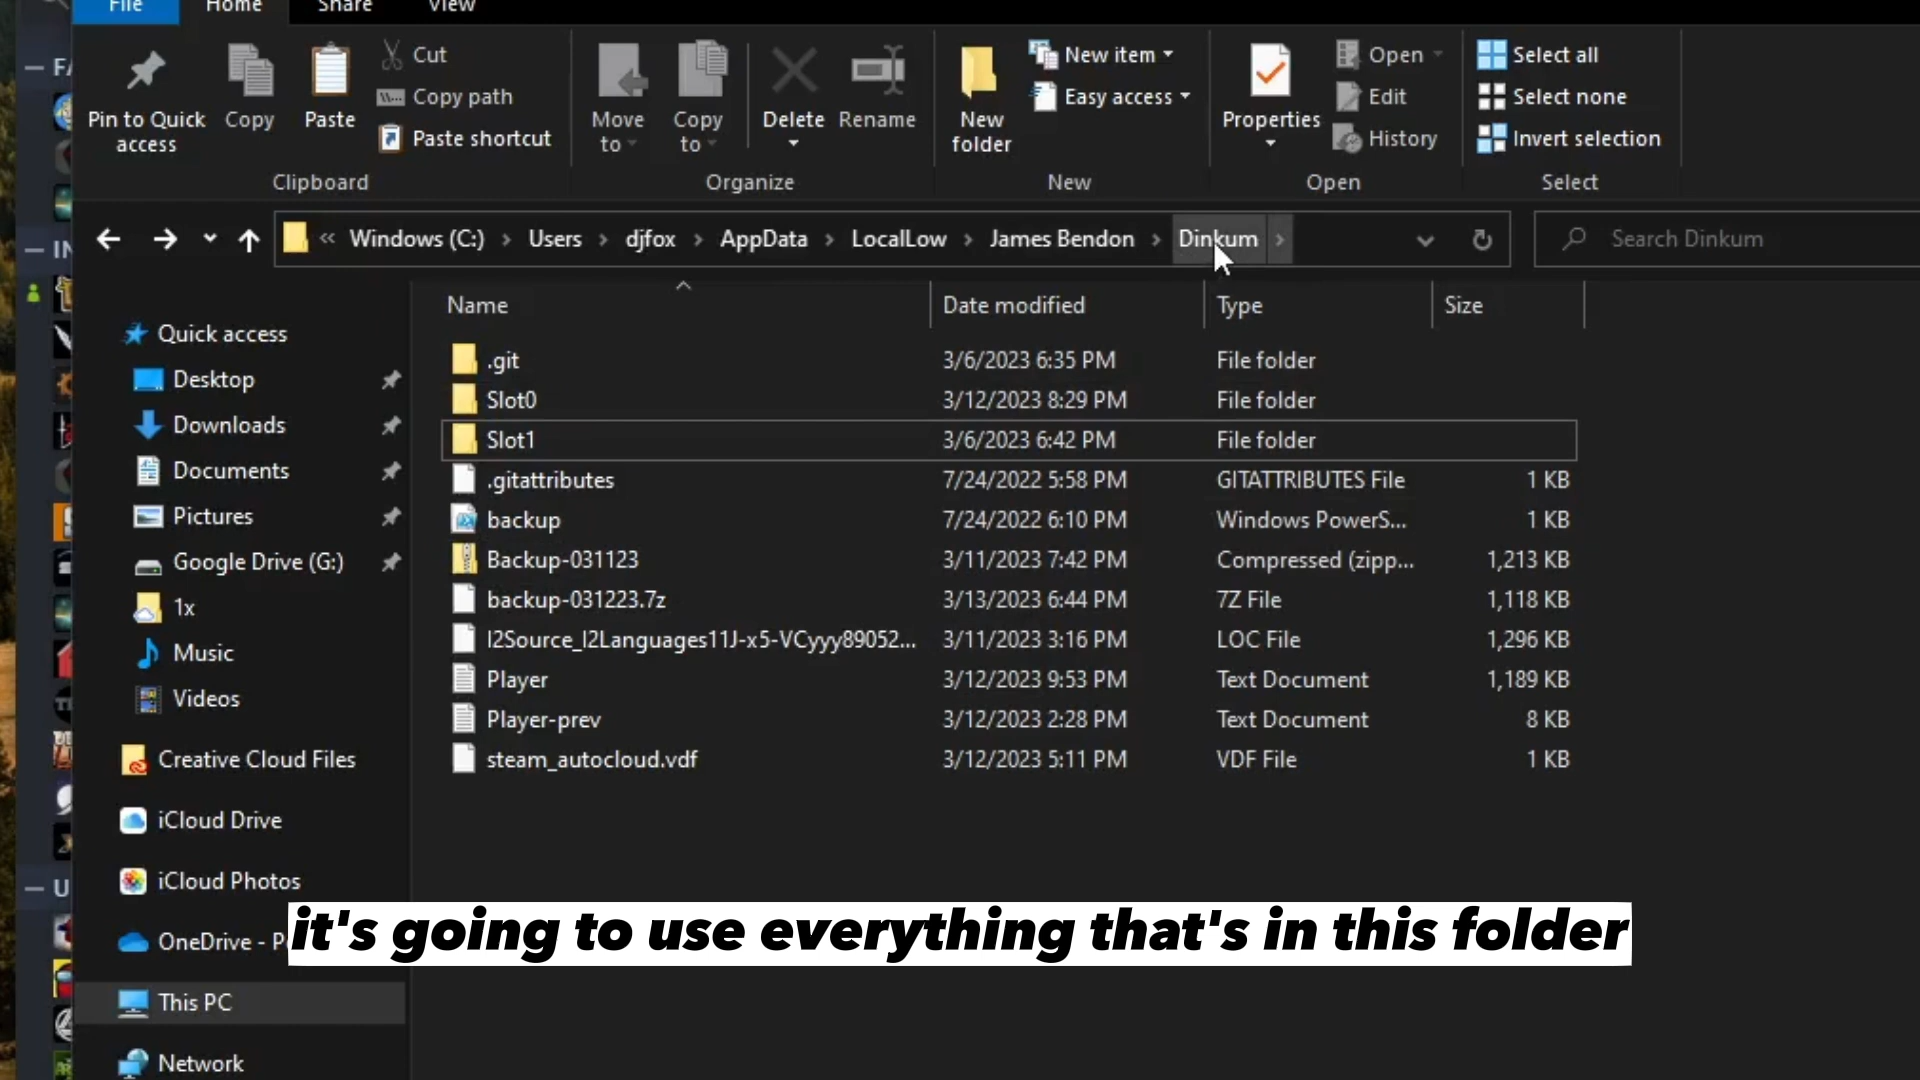 File Home Share View
Pin to Quick access
Copy
Paste
Cut
Copy path
Paste shortcut
Clipboard
Move to
Copy to
Delete
Rename
Organize
New folder
New item
Easy access
New
Properties
Open
Edit
History
Open
Select all
Select none
Invert selection
Select
« Windows (C:) > Users > djfox > AppData > LocalLow > James Bendon > Dinkum >
Search Dinkum
Quick access
Desktop
Downloads
Documents
Pictures
Google Drive (G:)
1x
Music
Videos
Creative Cloud Files
iCloud Drive
iCloud Photos
OneDrive - P
This PC
Network
Name Date modified Type Size
.git 3/6/2023 6:35 PM File folder
Slot0 3/12/2023 8:29 PM File folder
Slot1 3/6/2023 6:42 PM File folder
.gitattributes 7/24/2022 5:58 PM GITATTRIBUTES File 1 KB
backup 7/24/2022 6:10 PM Windows PowerS... 1 KB
Backup-031123 3/11/2023 7:42 PM Compressed (zipp... 1,213 KB
backup-031223.7z 3/13/2023 6:44 PM 7Z File 1,118 KB
I2Source_I2Languages11J-x5-VCyyy89052... 3/11/2023 3:16 PM LOC File 1,296 KB
Player 3/12/2023 9:53 PM Text Document 1,189 KB
Player-prev 3/12/2023 2:28 PM Text Document 8 KB
steam_autocloud.vdf 3/12/2023 5:11 PM VDF File 1 KB
it's going to use everything that's in this folder